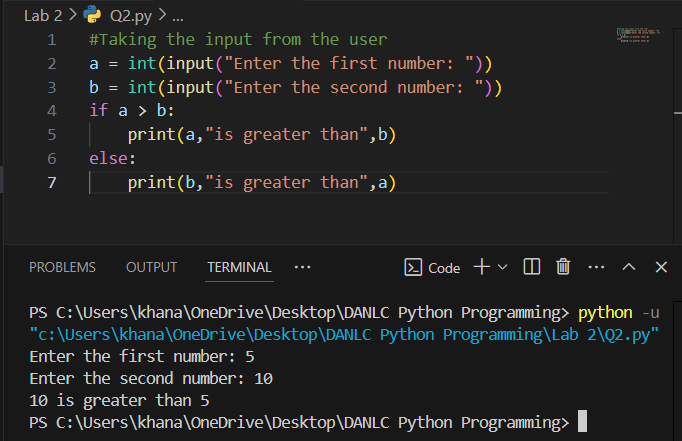 Lab 2 > Q2.py > ...
1 #Taking the input from the user
2 a = int(input("Enter the first number: "))
3 b = int(input("Enter the second number: "))
4 if a > b:
5     print(a,"is greater than",b)
6 else:
7     print(b,"is greater than",a)
PROBLEMS OUTPUT TERMINAL ··· Code
PS C:\Users\khana\OneDrive\Desktop\DANLC Python Programming> python -u
"c:\Users\khana\OneDrive\Desktop\DANLC Python Programming\Lab 2\Q2.py"
Enter the first number: 5
Enter the second number: 10
10 is greater than 5
PS C:\Users\khana\OneDrive\Desktop\DANLC Python Programming>